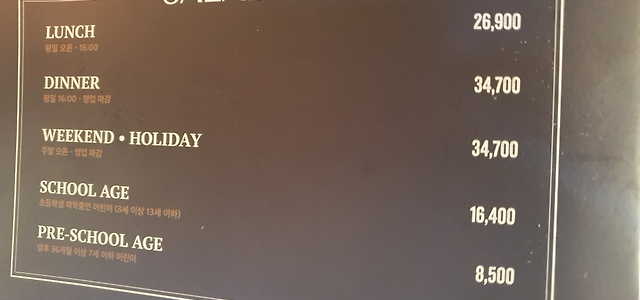 LUNCH 26,900
평일 오픈 - 16:00
DINNER 34,700
평일 16:00 - 영업 마감
WEEKEND • HOLIDAY 34,700
주말 오픈 - 영업 마감
SCHOOL AGE 16,400
초등학생 재학중인 어린이 (8세 이상 13세 이하)
PRE-SCHOOL AGE 8,500
생후 36개월 이상 7세 이하 어린이